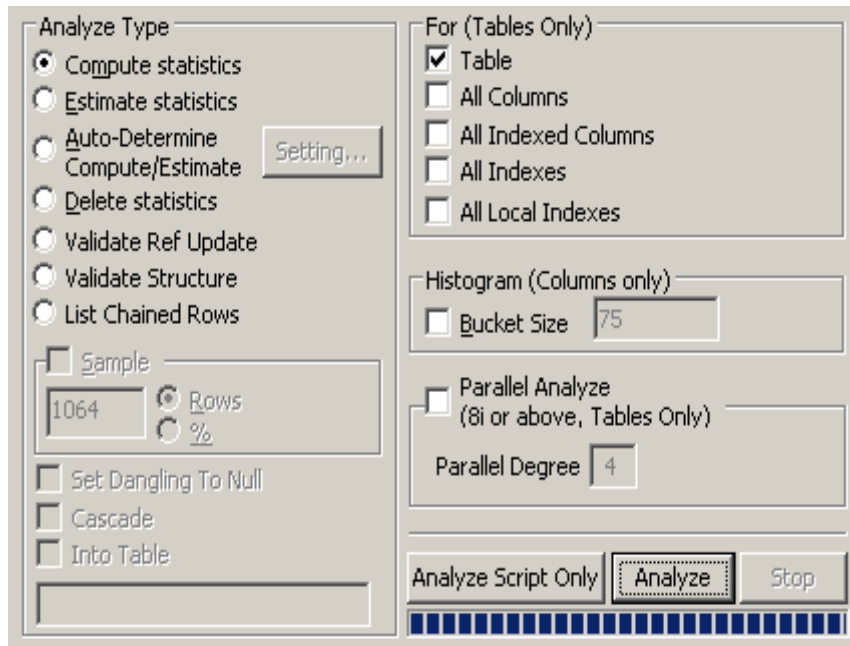 Analyze Type
Compute statistics
Estimate statistics
Auto-Determine
Compute/Estimate
Setting...
Delete statistics
Validate Ref Update
Validate Structure
List Chained Rows
Sample
1064
Rows
%
Set Dangling To Null
Cascade
Into Table
For (Tables Only)
Table
All Columns
All Indexed Columns
All Indexes
All Local Indexes
Histogram (Columns only)
Bucket Size 75
Parallel Analyze
(8i or above, Tables Only)
Parallel Degree 4
Analyze Script Only Analyze Stop